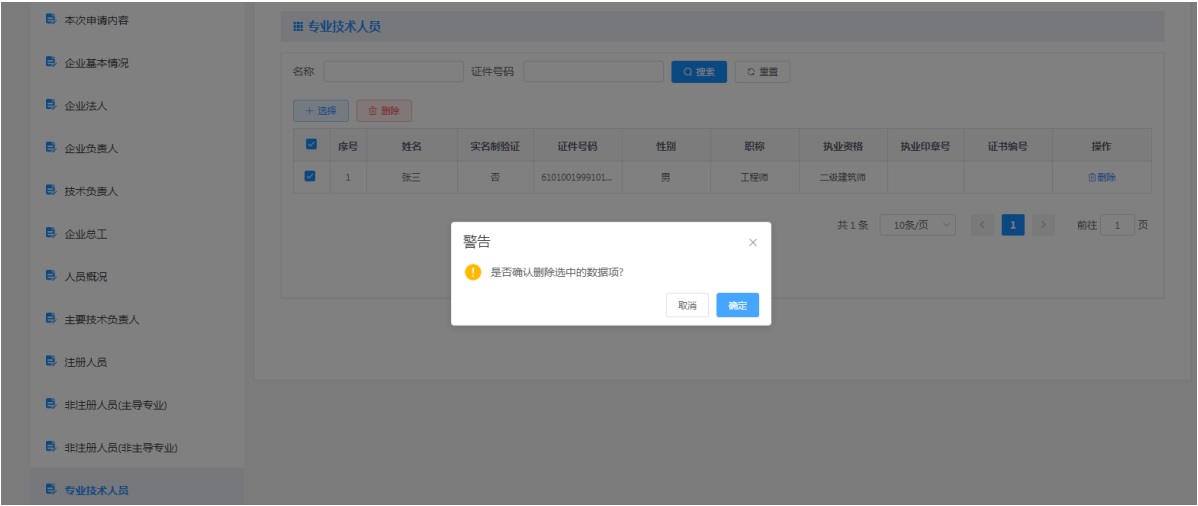 本次申请内容
企业基本情况
企业法人
企业负责人
技术负责人
企业总工
人员概况
主要技术负责人
注册人员
非注册人员(主导专业)
非注册人员(非主导专业)
专业技术人员
专业技术人员
名称 证件号码 搜索 重置
+ 选择 删除
序号 姓名 实名制验证 证件号码 性别 职称 执业资格 执业印章号 证书编号 操作
1 张三 否 6101001999101... 男 工程师 二级建筑师 删除
共 1 条 10条/页 < 1 > 前往 1 页
警告 ×
是否确认删除选中的数据项?
取消 确定